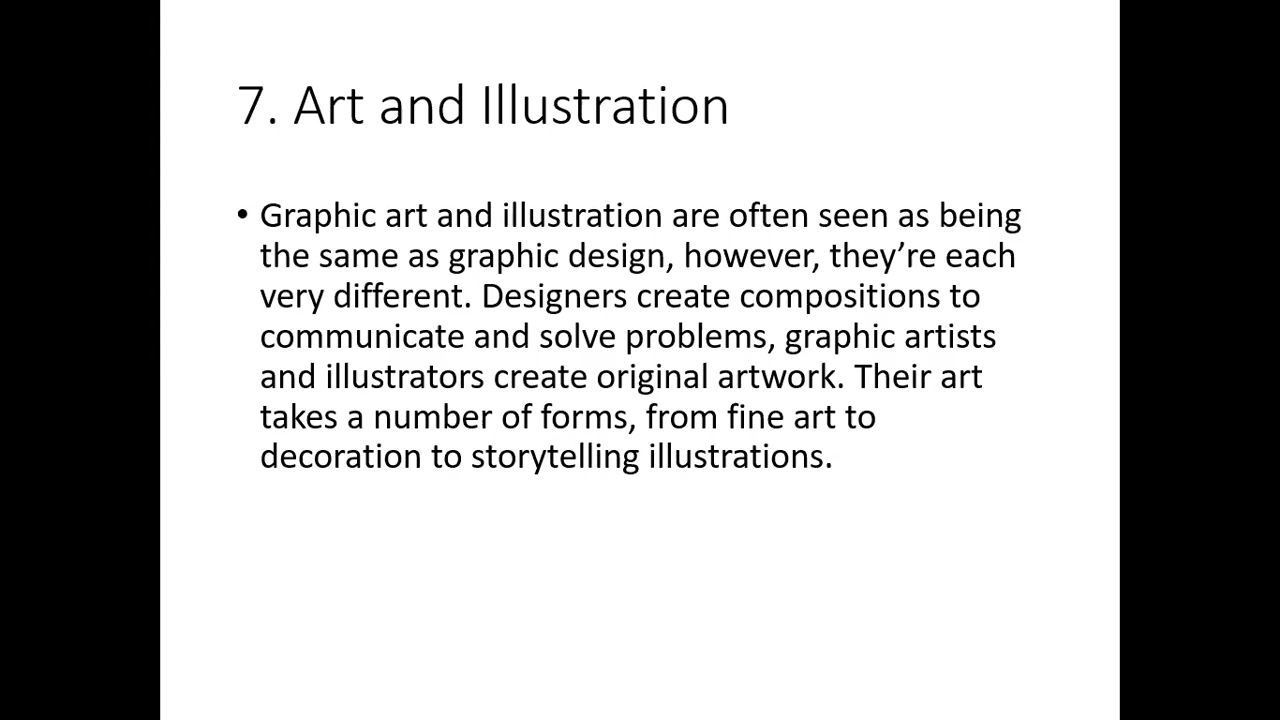 7. Art and Illustration
• Graphic art and illustration are often seen as being
the same as graphic design, however, they’re each
very different. Designers create compositions to
communicate and solve problems, graphic artists
and illustrators create original artwork. Their art
takes a number of forms, from fine art to
decoration to storytelling illustrations.